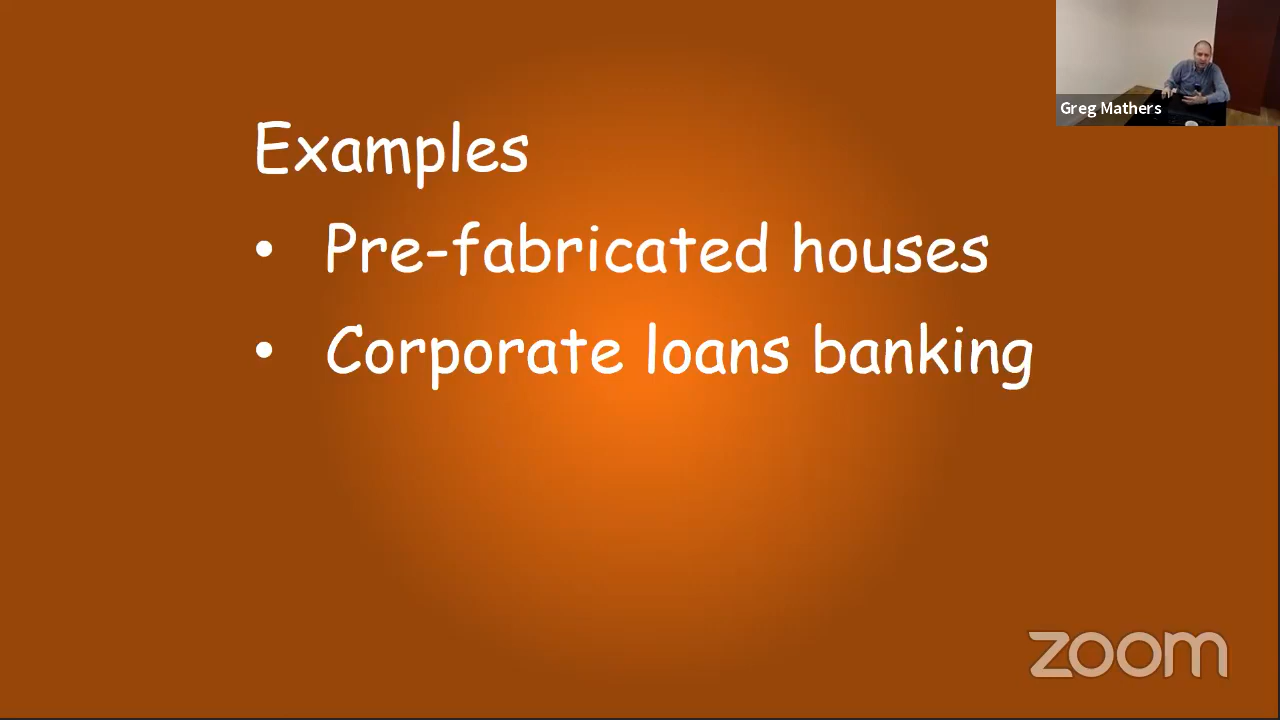 Greg Mathers
Examples
• Pre-fabricated houses
• Corporate loans banking
zoom